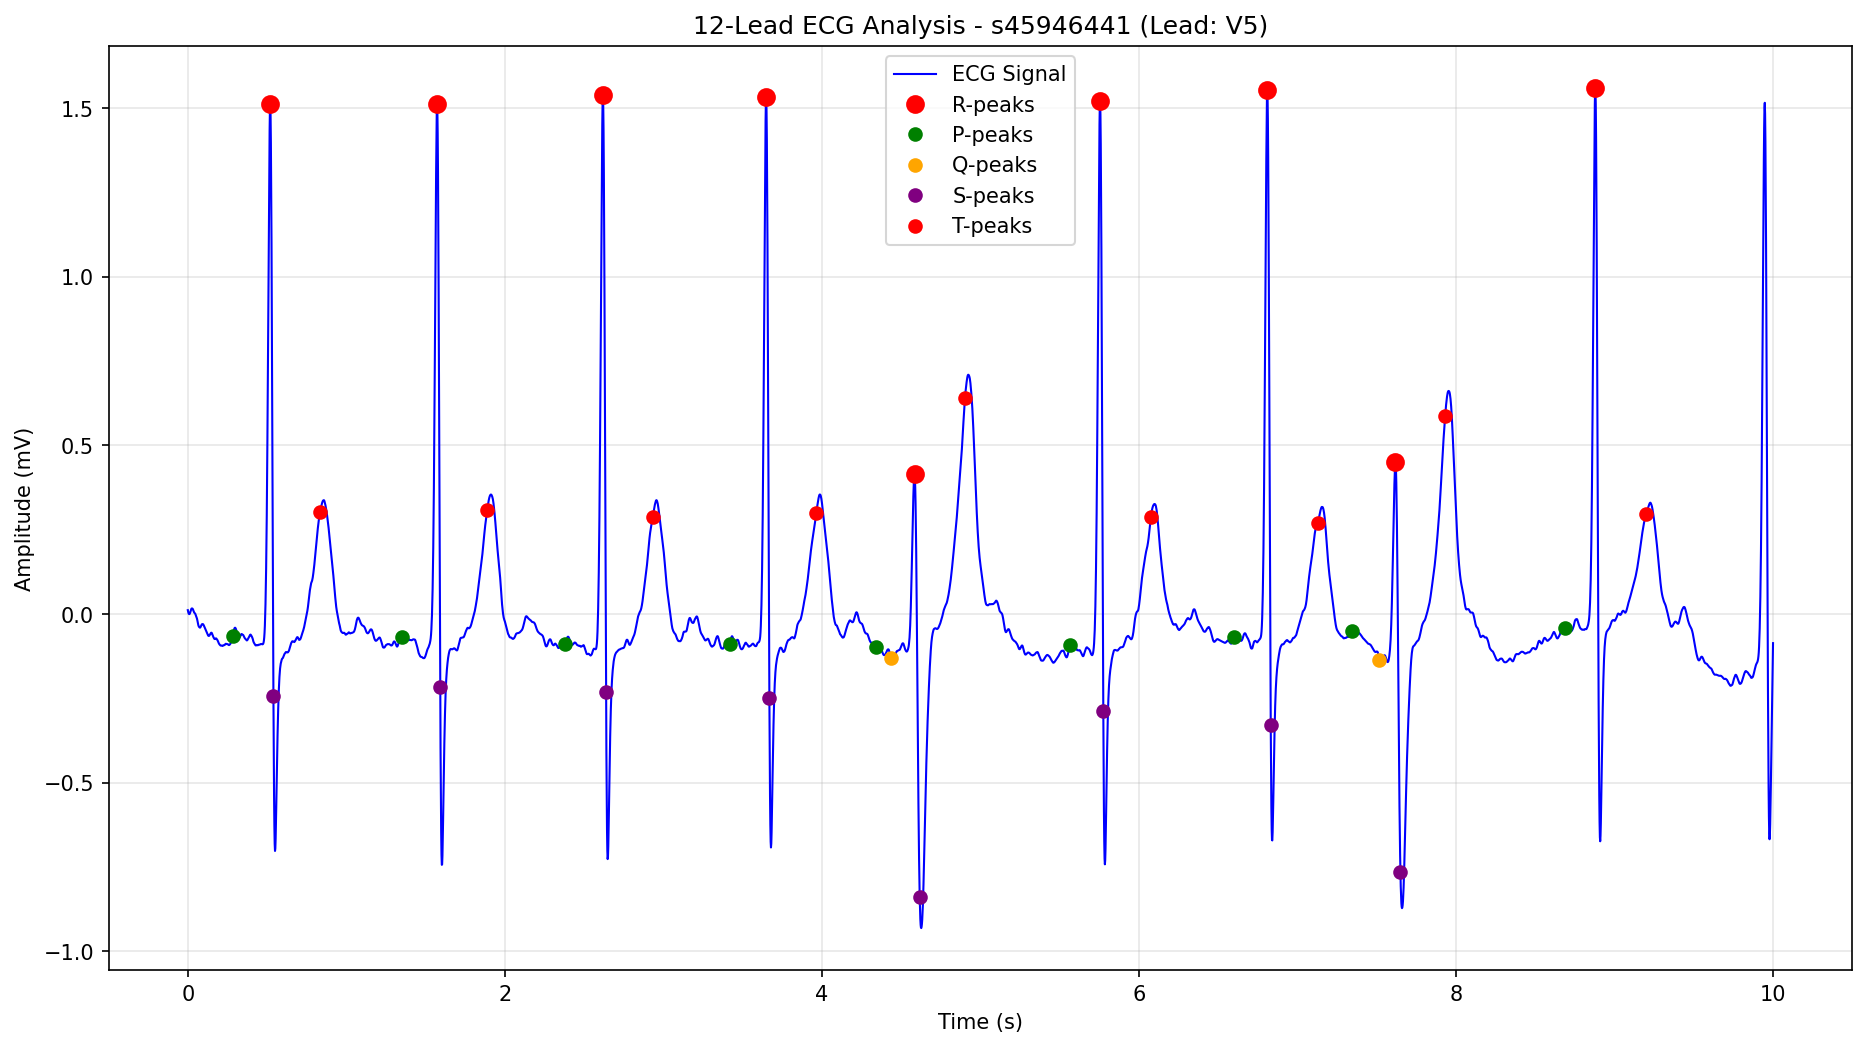 12-Lead ECG Analysis - s45946441 (Lead: V5)
ECG Signal
R-peaks
P-peaks
Q-peaks
S-peaks
T-peaks
1.5
1.0
0.5
0.0
−0.5
−1.0
Amplitude (mV)
0 2 4 6 8 10
Time (s)